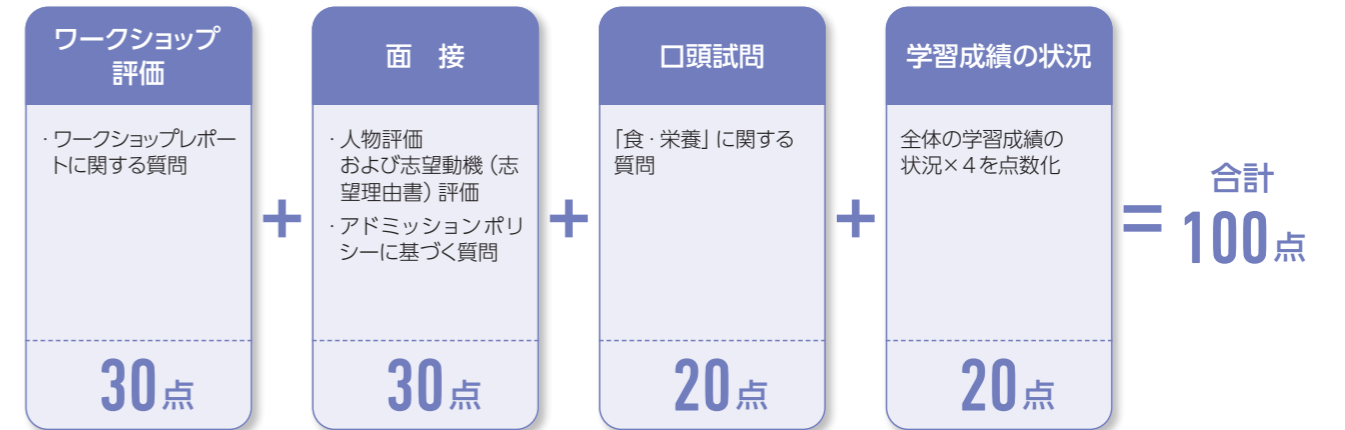 ワークショップ
評価
・ワークショップレポー
トに関する質問
30点
+
面　接
・人物評価
および志望動機（志
望理由書）評価
・アドミッションポリ
シーに基づく質問
30点
+
口頭試問
「食・栄養」に関する
質問
20点
+
学習成績の状況
全体の学習成績の
状況×4を点数化
20点
=
合計
100点